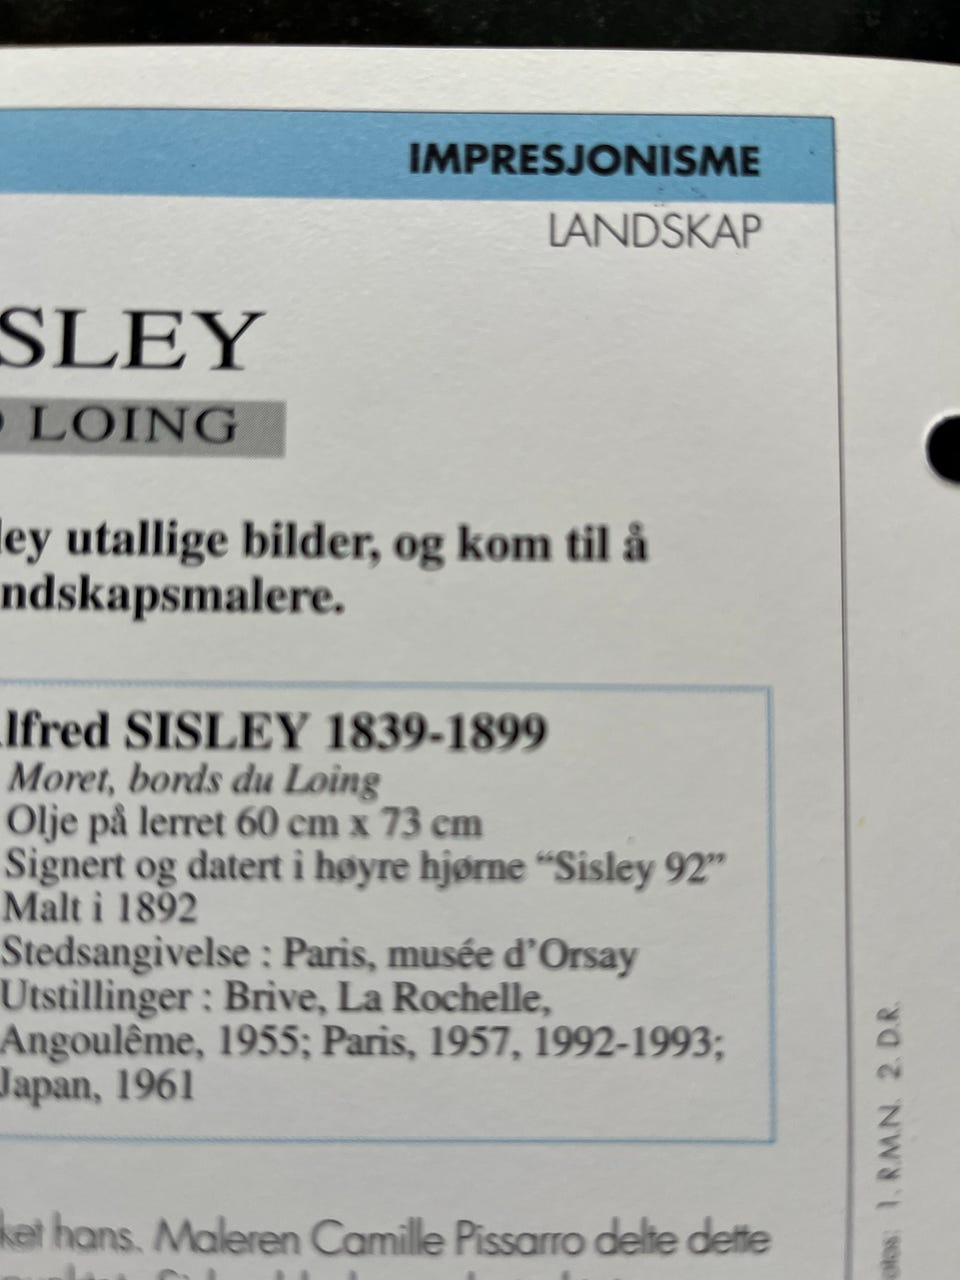 IMPRESJONISME
LANDSKAP
SLEY
LOING
ley utallige bilder, og kom til å
ndskapsmalere.
lfred SISLEY 1839-1899
Moret, bords du Loing
Olje på lerret 60 cm x 73 cm
Signert og datert i høyre hjørne “Sisley 92”
Malt i 1892
Stedsangivelse : Paris, musée d’Orsay
Utstillinger : Brive, La Rochelle,
Angoulême, 1955; Paris, 1957, 1992-1993;
Japan, 1961
ket hans. Maleren Camille Pissarro delte dette
1. R.M.N. 2. D.R.